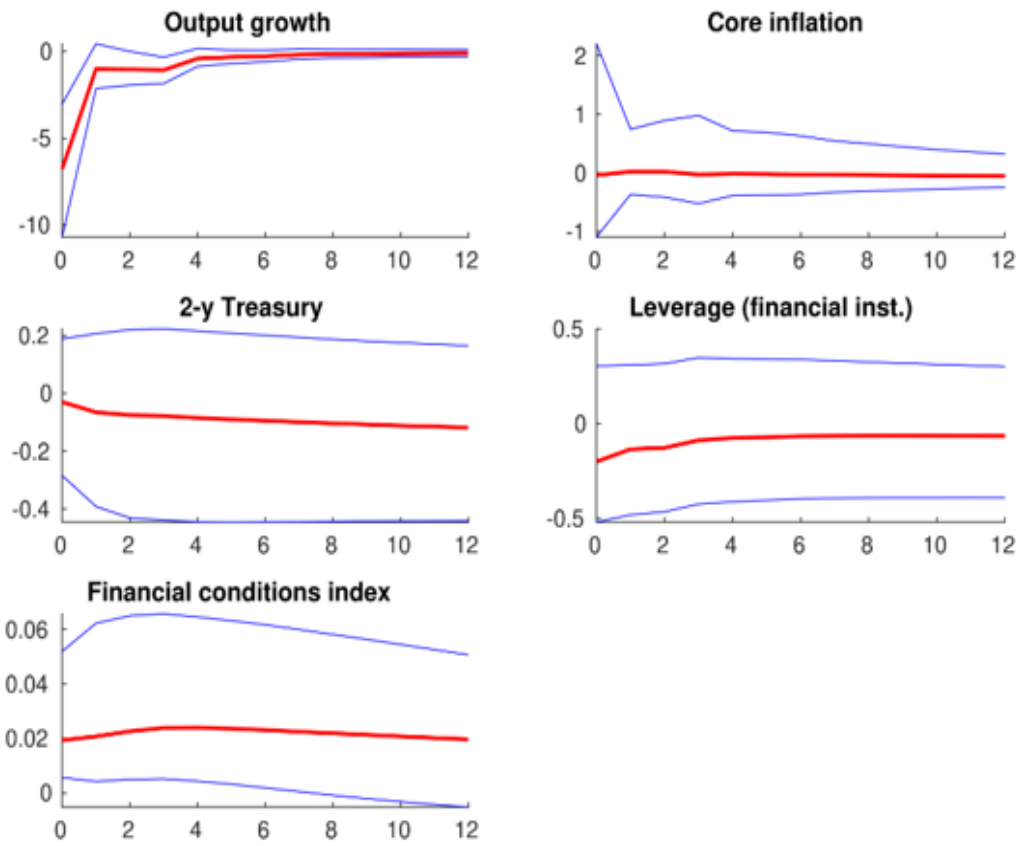 Output growth
0
-5
-10
0 2 4 6 8 10 12
Core inflation
2
1
0
-1
0 2 4 6 8 10 12
2-y Treasury
0.2
0
-0.2
-0.4
0 2 4 6 8 10 12
Leverage (financial inst.)
0.5
0
-0.5
0 2 4 6 8 10 12
Financial conditions index
0.06
0.04
0.02
0
0 2 4 6 8 10 12